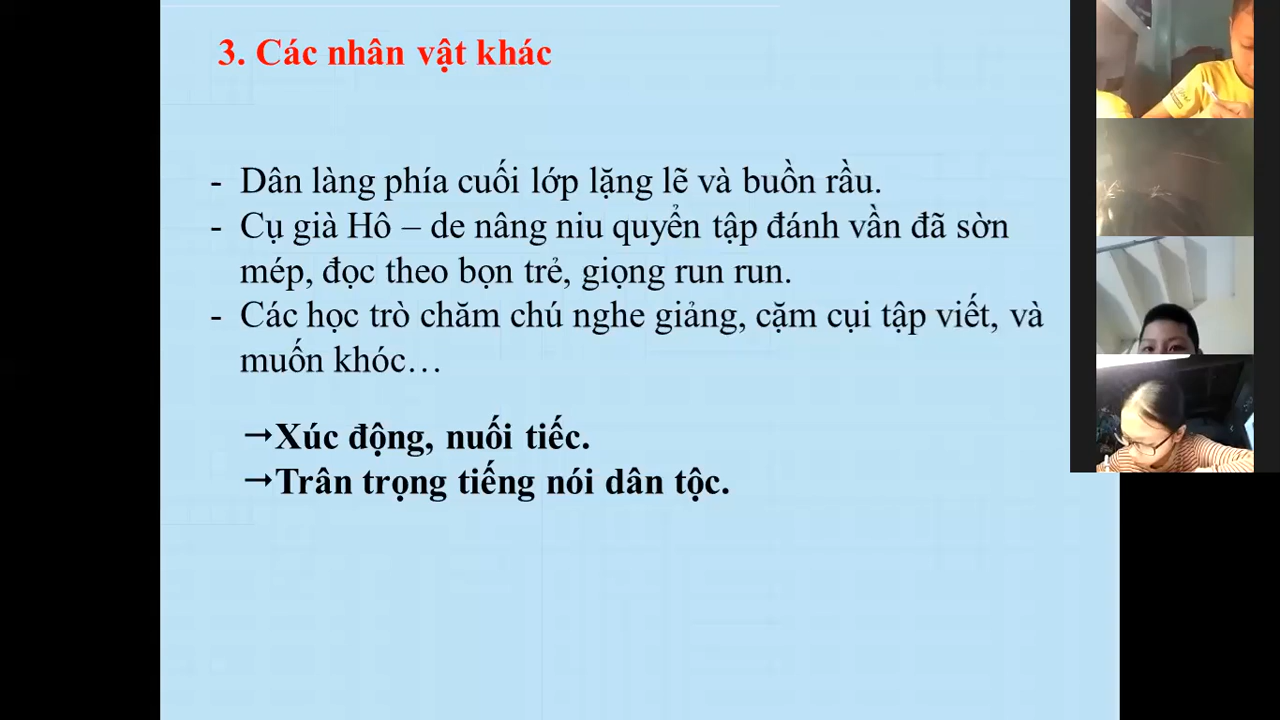 3. Các nhân vật khác
- Dân làng phía cuối lớp lặng lẽ và buồn rầu.
- Cụ già Hô – de nâng niu quyển tập đánh vần đã sờn
mép, đọc theo bọn trẻ, giọng run run.
- Các học trò chăm chú nghe giảng, cặm cụi tập viết, và
muốn khóc…
→Xúc động, nuối tiếc.
→Trân trọng tiếng nói dân tộc.